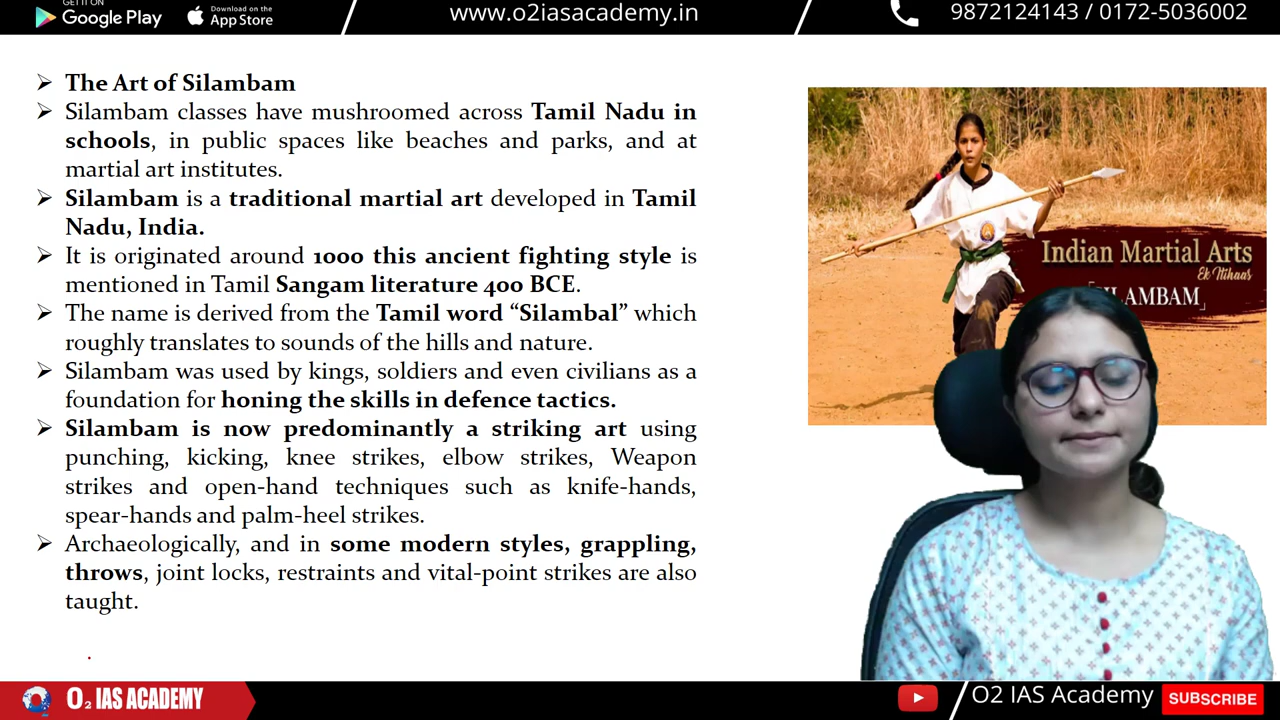 GET IT ON
Google Play
Download on the
App Store
www.o2iasacademy.in
9872124143 / 0172-5036002
➢ The Art of Silambam
➢ Silambam classes have mushroomed across Tamil Nadu in
schools, in public spaces like beaches and parks, and at
martial art institutes.
➢ Silambam is a traditional martial art developed in Tamil
Nadu, India.
➢ It is originated around 1000 this ancient fighting style is
mentioned in Tamil Sangam literature 400 BCE.
➢ The name is derived from the Tamil word “Silambal” which
roughly translates to sounds of the hills and nature.
➢ Silambam was used by kings, soldiers and even civilians as a
foundation for honing the skills in defence tactics.
➢ Silambam is now predominantly a striking art using
punching, kicking, knee strikes, elbow strikes, Weapon
strikes and open-hand techniques such as knife-hands,
spear-hands and palm-heel strikes.
➢ Archaeologically, and in some modern styles, grappling,
throws, joint locks, restraints and vital-point strikes are also
taught.
Indian Martial Arts
Ek Itihaas
O2 IAS ACADEMY
O2 IAS Academy
SUBSCRIBE